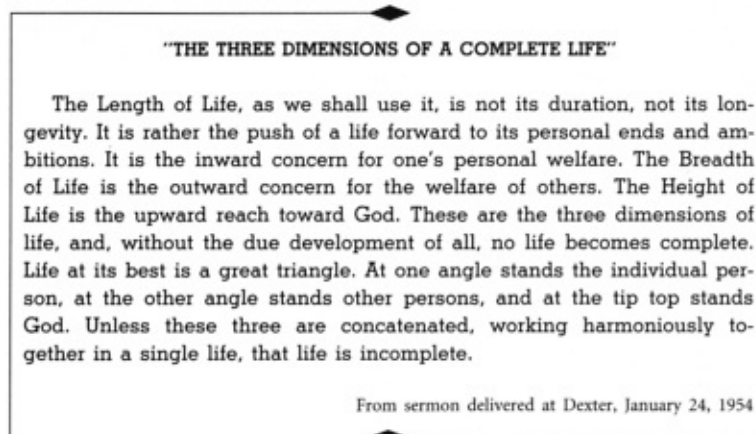 "THE THREE DIMENSIONS OF A COMPLETE LIFE"
The Length of Life, as we shall use it, is not its duration, not its lon-
gevity. It is rather the push of a life forward to its personal ends and am-
bitions. It is the inward concern for one's personal welfare. The Breadth
of Life is the outward concern for the welfare of others. The Height of
Life is the upward reach toward God. These are the three dimensions of
life, and, without the due development of all, no life becomes complete.
Life at its best is a great triangle. At one angle stands the individual per-
son, at the other angle stands other persons, and at the tip top stands
God. Unless these three are concatenated, working harmoniously to-
gether in a single life, that life is incomplete.
From sermon delivered at Dexter, January 24, 1954